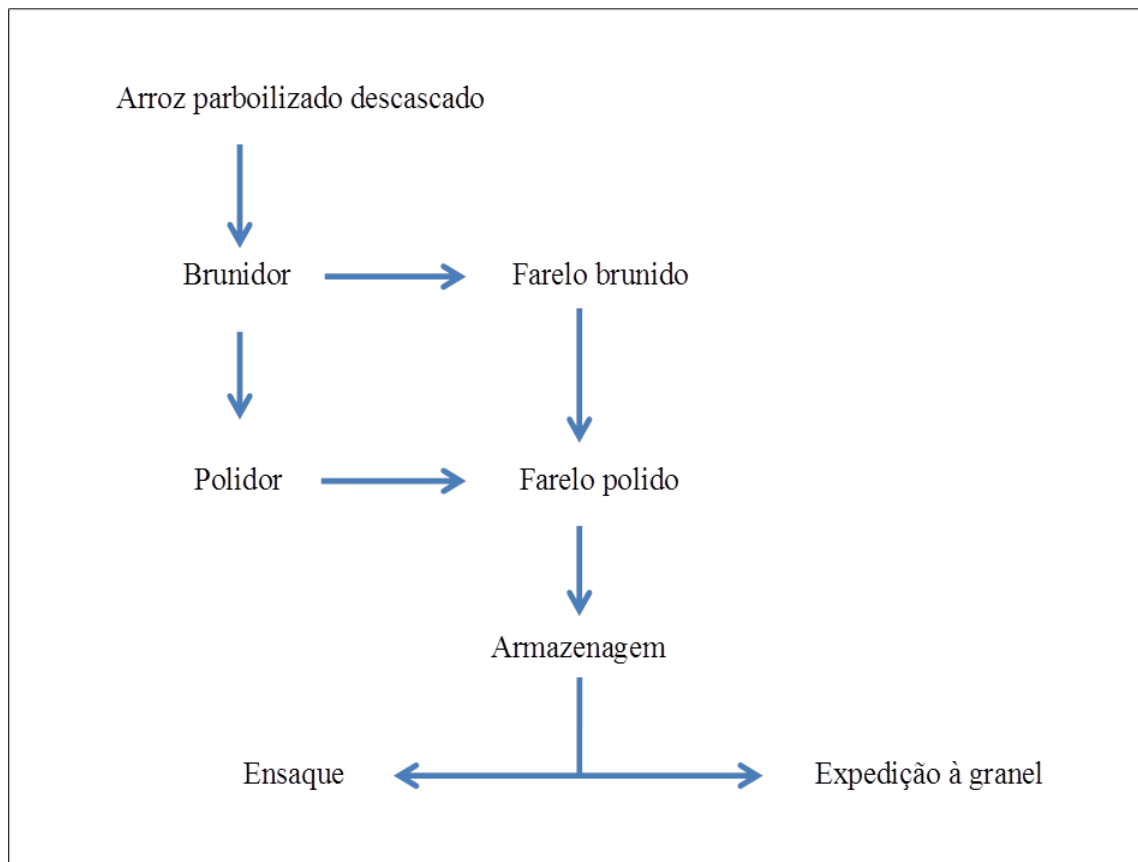 Arroz parboilizado descascado
Brunidor
Farelo brunido
Polidor
Farelo polido
Armazenagem
Ensaque
Expedição à granel